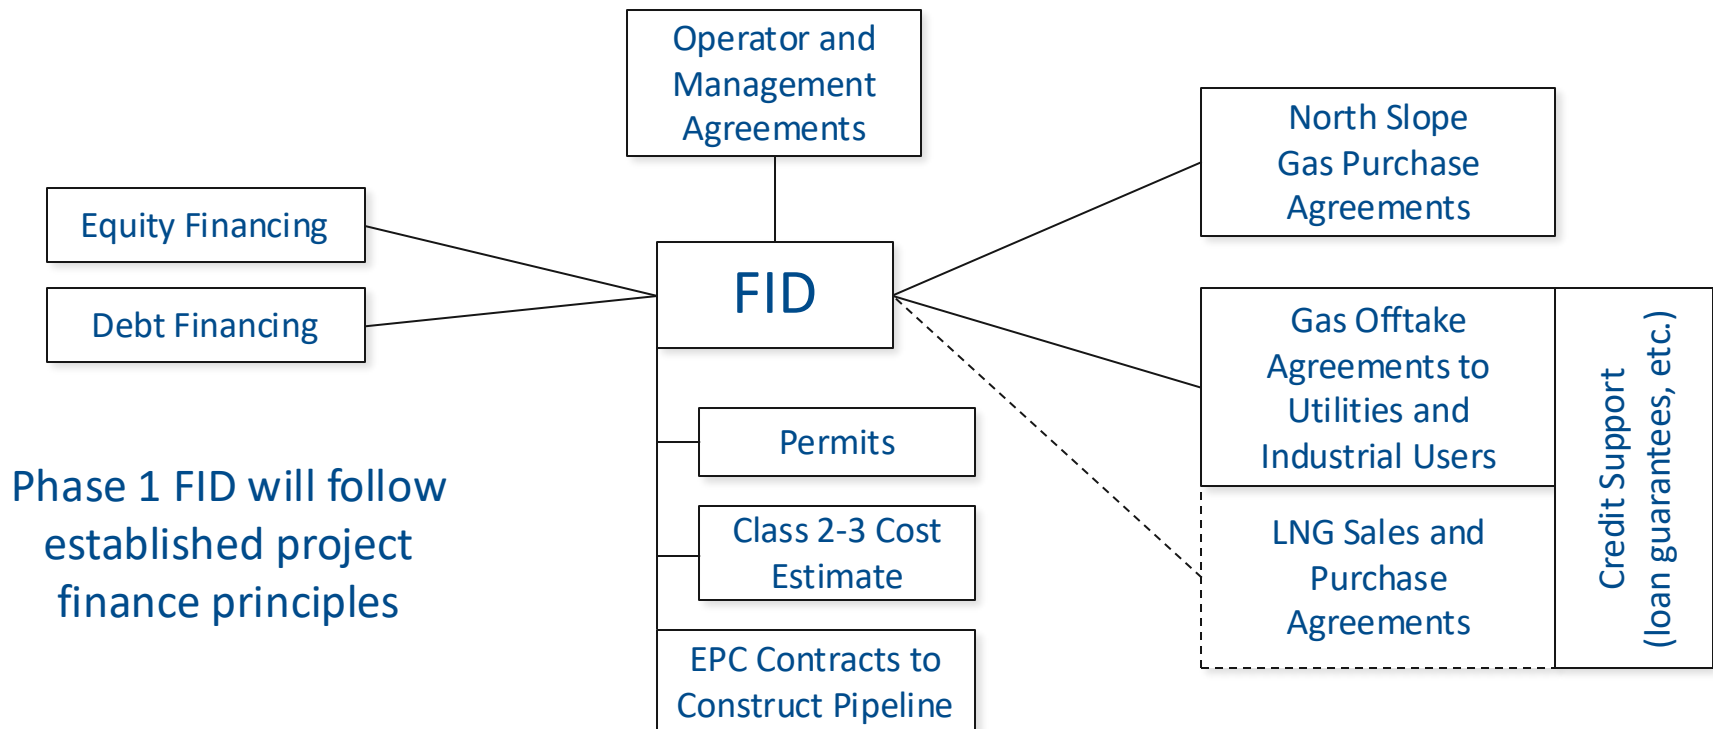 Operator and
Management
Agreements
North Slope
Gas Purchase
Agreements
Equity Financing
Debt Financing
FID
Gas Offtake
Agreements to
Utilities and
Industrial Users
Credit Support
(loan guarantees, etc.)
Permits
Phase 1 FID will follow
established project
finance principles
Class 2-3 Cost
Estimate
LNG Sales and
Purchase
Agreements
EPC Contracts to
Construct Pipeline